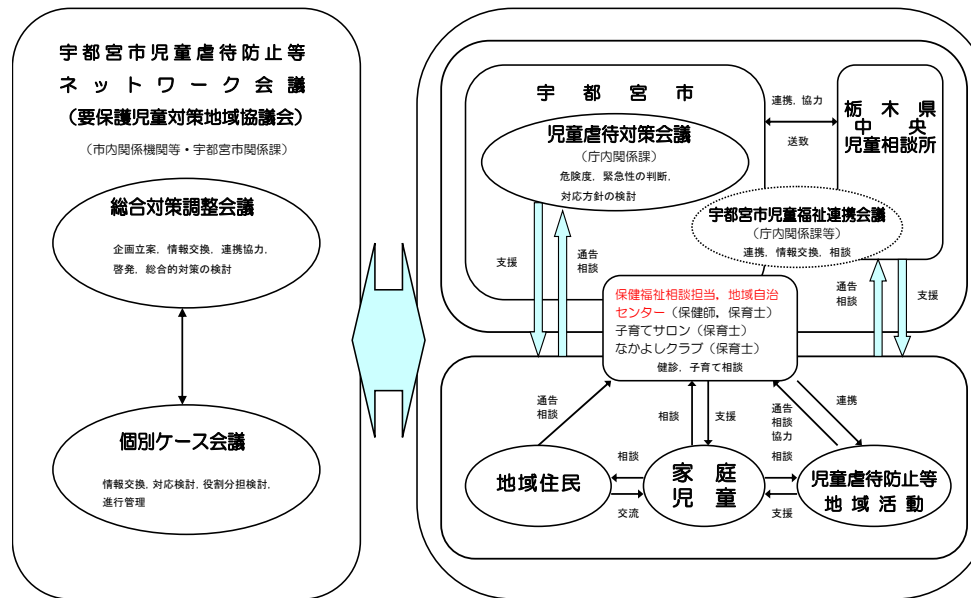 宇都宮市児童虐待防止等
ネットワーク会議
（要保護児童対策地域協議会）
（市内関係機関等・宇都宮市関係課）
総合対策調整会議
企画立案，情報交換，連携協力，
啓発，総合的対策の検討
個別ケース会議
情報交換，対応検討，役割分担検討，
進行管理
宇都宮市
児童虐待対策会議
（庁内関係課）
危険度，緊急性の判断，
対応方針の検討
連携，協力
送致
栃木県
中央
児童相談所
宇都宮市児童福祉連携会議
（庁内関係課等）
連携，情報交換，相談
支援
通告
相談
通告
相談
支援
保健福祉相談担当，地域自治
センター（保健師，保育士）
子育てサロン（保育士）
なかよしクラブ（保育士）
健診，子育て相談
通告
相談
相談
支援
通告
相談
協力
連携
地域住民
相談
交流
家庭
児童
相談
支援
児童虐待防止等
地域活動